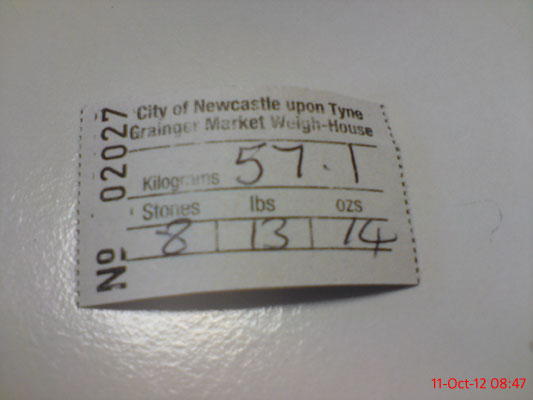 City of Newcastle upon Tyne
Grainger Market Weigh-House
Kilograms 57.1
Stones lbs ozs
8 13 14
Nº 02027
11-Oct-12 08:47